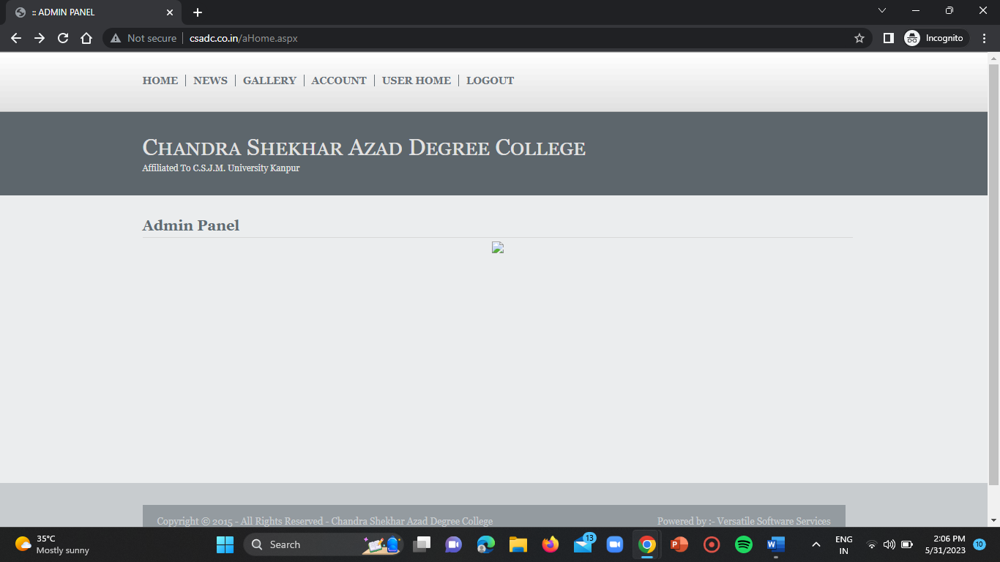 :: ADMIN PANEL
Not secure csadc.co.in/aHome.aspx Incognito
HOME NEWS GALLERY ACCOUNT USER HOME LOGOUT
Chandra Shekhar Azad Degree College
Affiliated To C.S.J.M. University Kanpur
Admin Panel
Copyright © 2015 - All Rights Reserved - Chandra Shekhar Azad Degree College Powered by :- Versatile Software Services
35°C
Mostly sunny
Search
13
ENG
IN
2:06 PM
5/31/2023
10